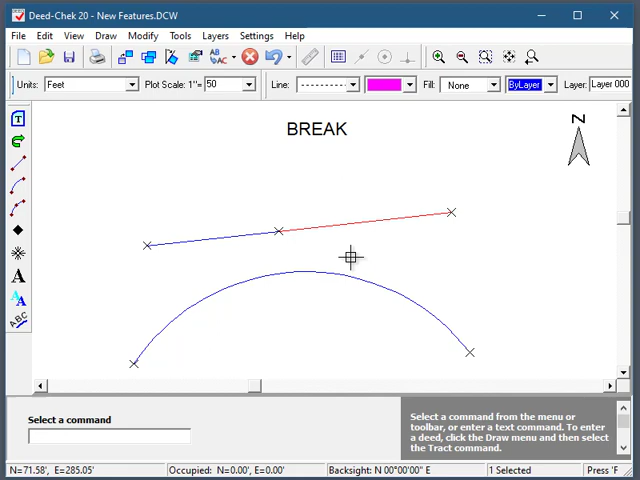 Deed-Chek 20 - New Features.DCW
File Edit View Draw Modify Tools Layers Settings Help
Units: Feet Plot Scale: 1"= 50 Line: Fill: None ByLayer Layer: Layer 000
BREAK
N
Select a command
Select a command from the menu or
toolbar, or enter a text command. To enter
a deed, click the Draw menu and then select
the Tract command.
N=71.58', E=285.05' Occupied: N=0.00', E=0.00' Backsight: N 00°00'00" E 1 Selected Press 'F